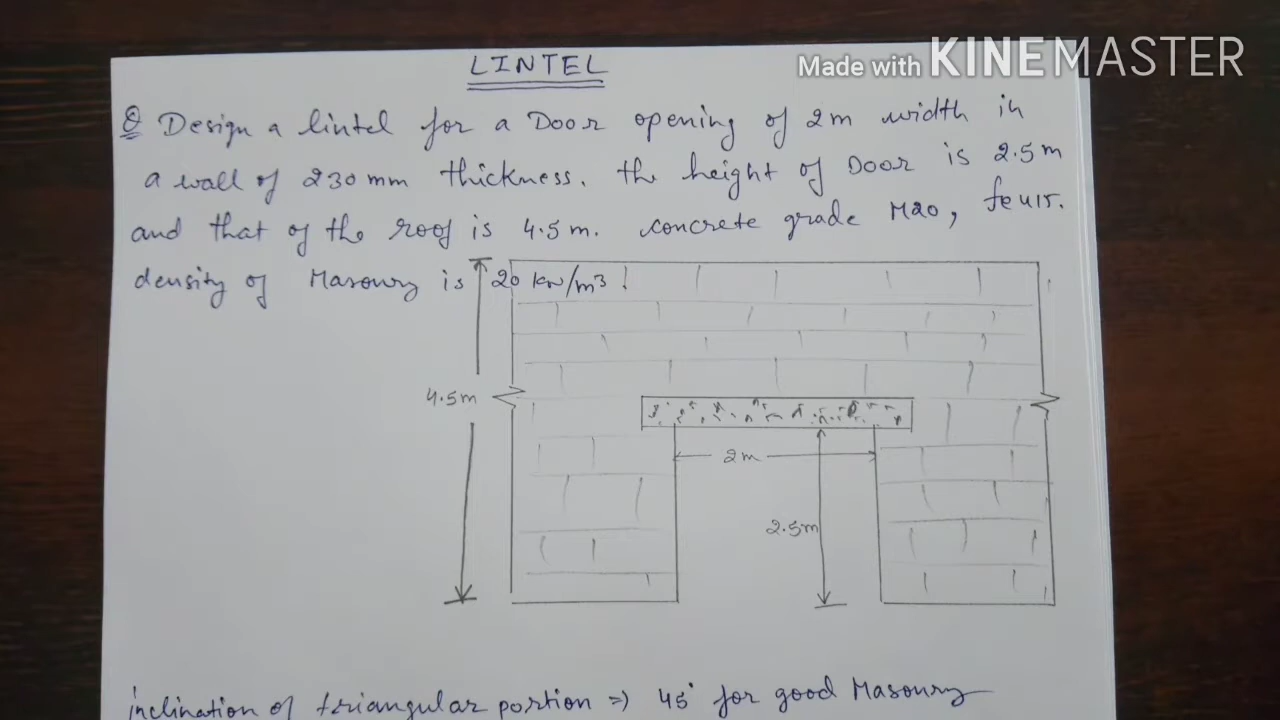 Made with KINEMASTER
LINTEL
Q Design a lintel for a Door opening of 2m width in
a wall of 230mm thickness. the height of Door is 2.5m
and that of the roof is 4.5m. concrete grade M20, fe415.
density of Masonry is 20 kN/m³.
4.5m
2m
2.5m
inclination of triangular portion => 45° for good Masonry